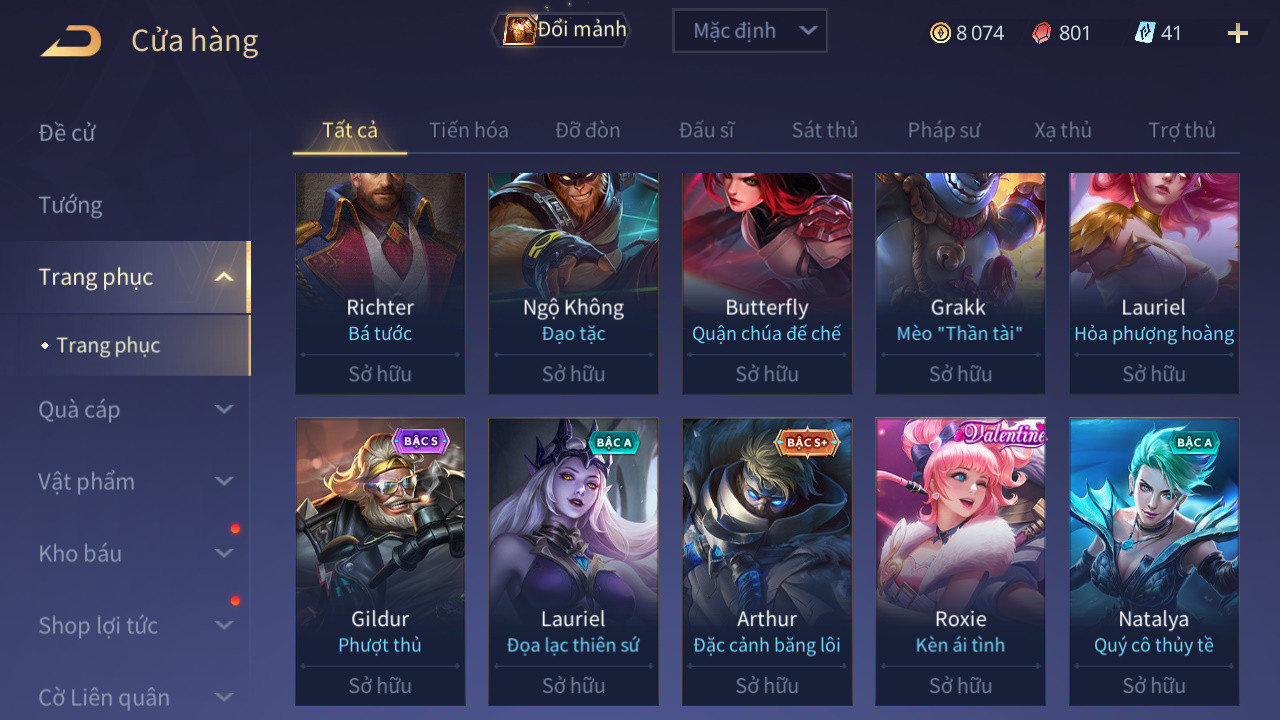 Cửa hàng
Đổi mảnh
Mặc định
8 074
801
41
Đề cử
Tướng
Trang phục
Trang phục
Quà cáp
Vật phẩm
Kho báu
Shop lợi tức
Cờ Liên quân
Tất cả
Tiến hóa
Đỡ đòn
Đấu sĩ
Sát thủ
Pháp sư
Xạ thủ
Trợ thủ
Richter
Bá tước
Sở hữu
Ngộ Không
Đạo tặc
Sở hữu
Butterfly
Quận chúa đế chế
Sở hữu
Grakk
Mèo "Thần tài"
Sở hữu
Lauriel
Hỏa phượng hoàng
Sở hữu
BẬC S
Gildur
Phượt thủ
Sở hữu
BẬC A
Lauriel
Đọa lạc thiên sứ
Sở hữu
BẬC S+
Arthur
Đặc cảnh băng lôi
Sở hữu
Valentine
Roxie
Kèn ái tình
Sở hữu
BẬC A
Natalya
Quý cô thủy tề
Sở hữu